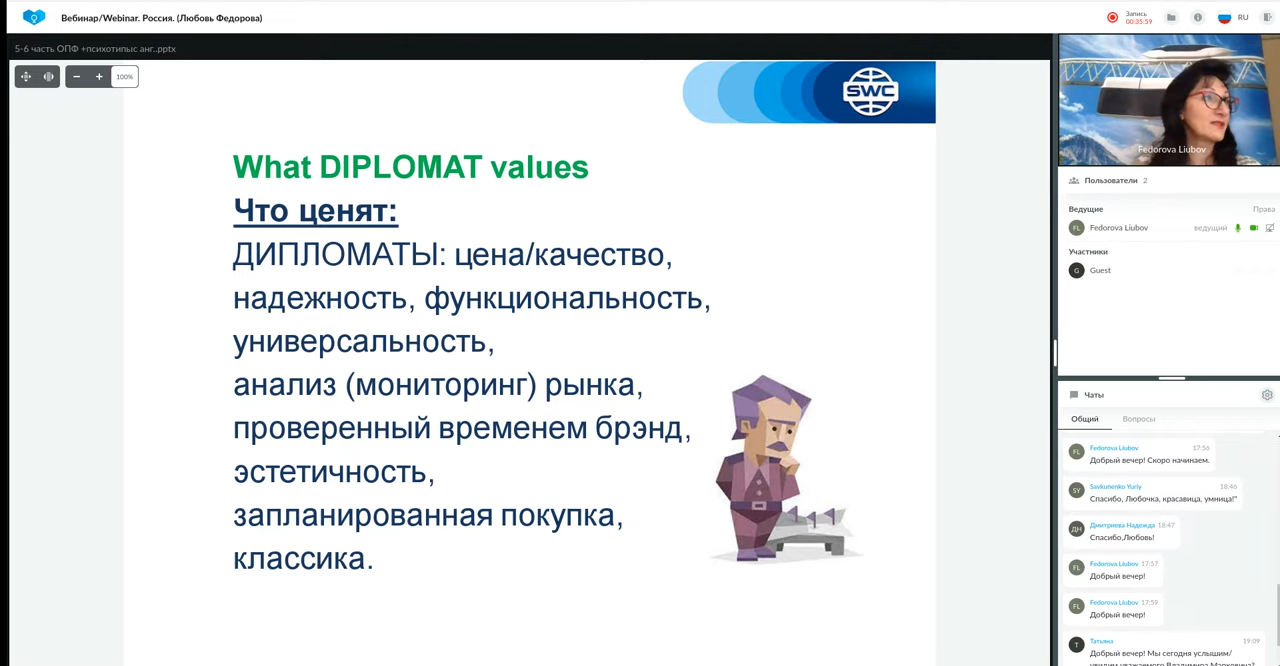 Вебинар/Webinar. Россия. (Любовь Федорова)
Запись
00:35:59
RU
5-6 часть ОПФ +психотипыс анг..pptx
100%
SWC
What DIPLOMAT values
Что ценят:
ДИПЛОМАТЫ: цена/качество,
надежность, функциональность,
универсальность,
анализ (мониторинг) рынка,
проверенный временем брэнд,
эстетичность,
запланированная покупка,
классика.
Fedorova Liubov
Пользователи 2
Ведущие Права
FL Fedorova Liubov ведущий
Участники
G Guest
Чаты
Общий Вопросы
FL Fedorova Liubov 17:56
Добрый вечер! Скоро начинаем.
SY Savkunenko Yuriy 18:46
Спасибо, Любочка, красавица, умница!"
ДН Дмитриева Надежда 18:47
Спасибо,Любовь!
FL Fedorova Liubov 17:57
Добрый вечер!
FL Fedorova Liubov 17:59
Добрый вечер!
Т Татьяна 19:09
Добрый вечер! Мы сегодня услышим/
увидим уважаемого Владимира Марковича?